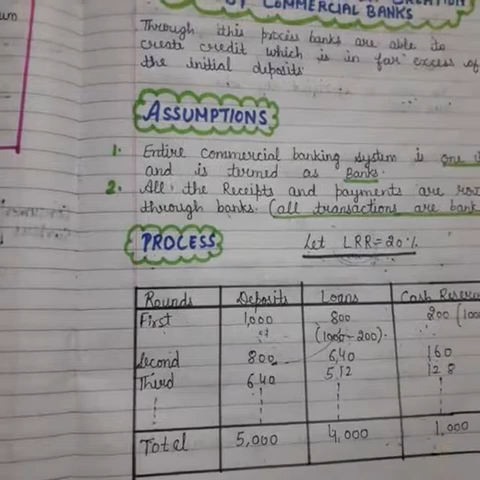 um
BY COMMERCIAL BANKS
Through this process banks are able to
create credit which is in far excess of
the initial deposits
ASSUMPTIONS
1. Entire commercial banking system is one
and is termed as Banks.
2. All the Receipts and payments are
through banks. (all transactions are bank
PROCESS Let LRR = 20%
Rounds Deposits Loans Cash Reserve
First 1,000 800 200 (100
(1000-200)
Second 800 640 160
Third 640 512 128
Total 5,000 4,000 1,000